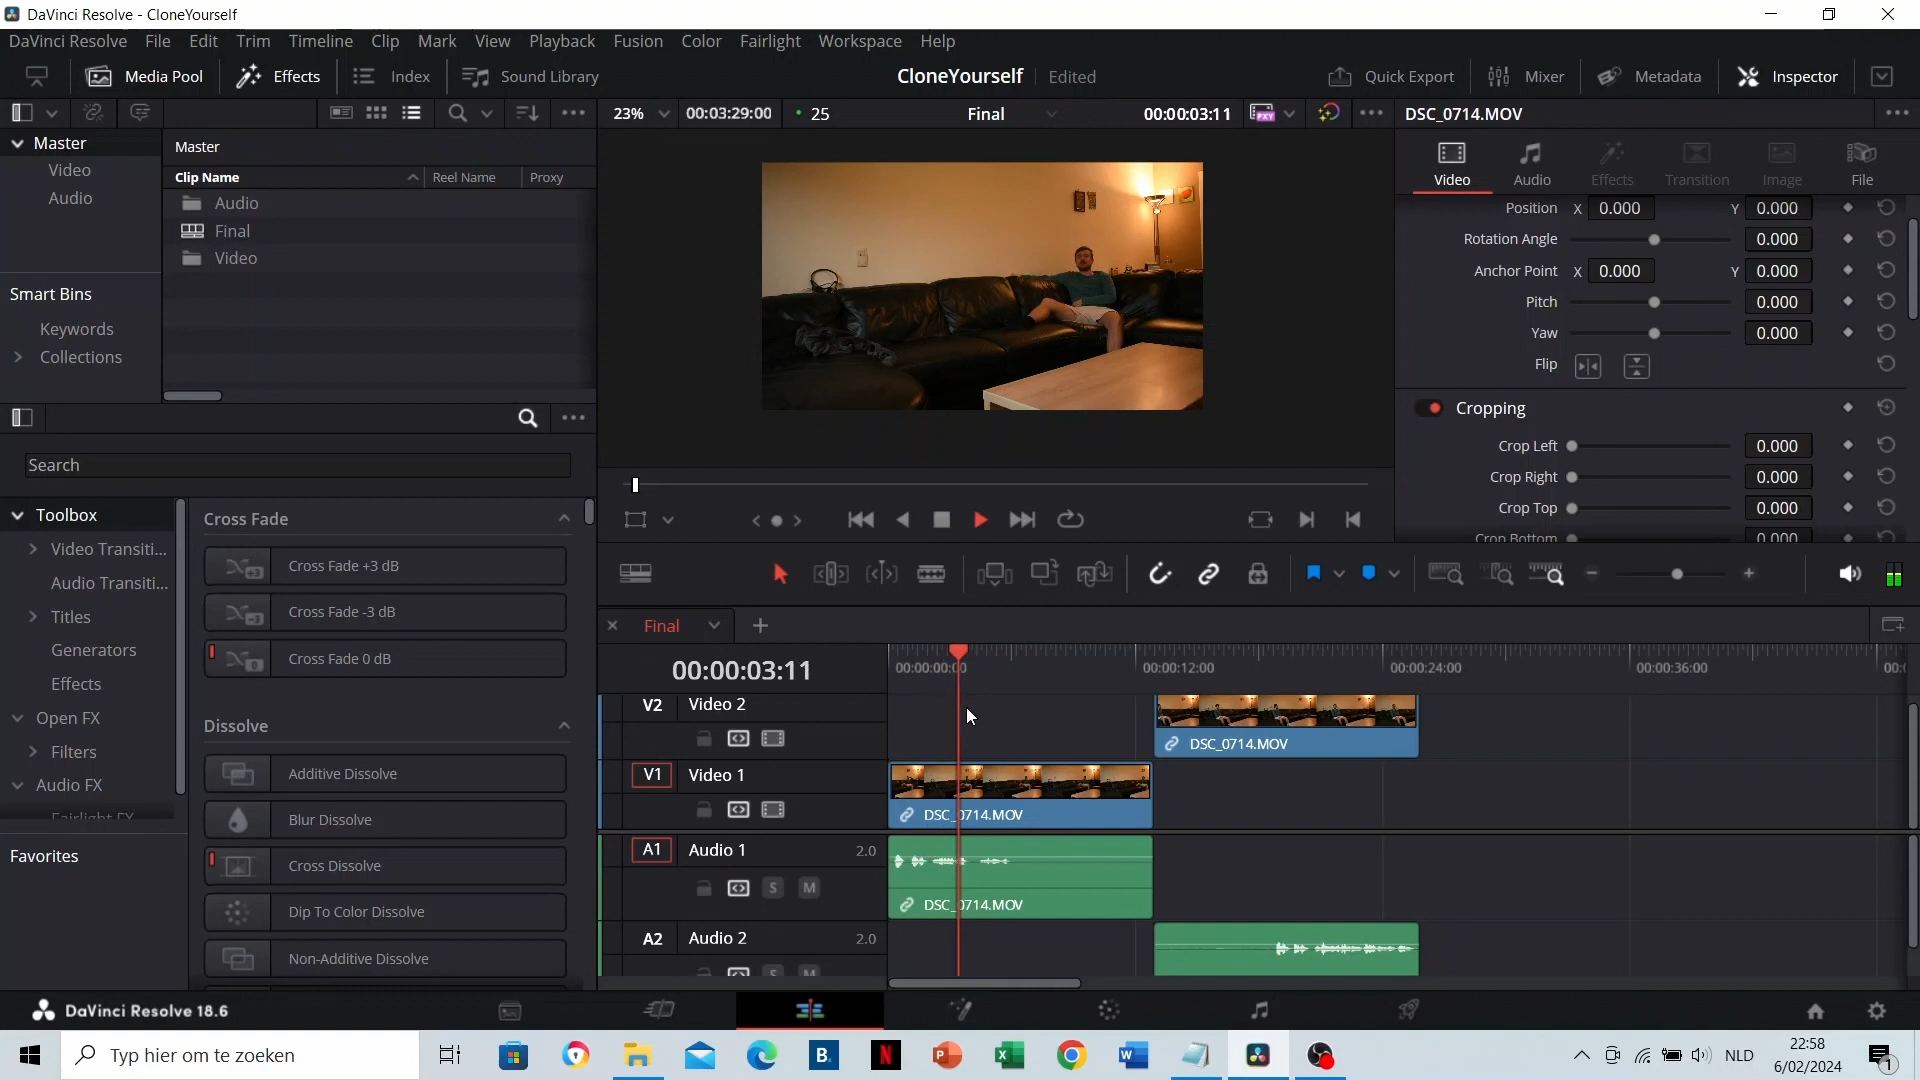 DaVinci Resolve - CloneYourself
DaVinci Resolve File Edit Trim Timeline Clip Mark View Playback Fusion Color Fairlight Workspace Help
Media Pool Effects Index Sound Library CloneYourself Edited Quick Export Mixer Metadata Inspector
23% 00:03:29:00 25 Final 00:00:03:11 PXY DSC_0714.MOV
Master
Video
Audio
Master
Clip Name Reel Name Proxy
Audio
Final
Video
Smart Bins
Keywords
Collections
Video Audio Effects Transition Image File
Position X 0.000 Y 0.000
Rotation Angle 0.000
Anchor Point X 0.000 Y 0.000
Pitch 0.000
Yaw 0.000
Flip
Cropping
Crop Left 0.000
Crop Right 0.000
Crop Top 0.000
Crop Bottom 0.000
Search
Toolbox
Video Transiti...
Audio Transiti...
Titles
Generators
Effects
Open FX
Filters
Audio FX
Fairlight FX
Favorites
Cross Fade
Cross Fade +3 dB
Cross Fade -3 dB
Cross Fade 0 dB
Dissolve
Additive Dissolve
Blur Dissolve
Cross Dissolve
Dip To Color Dissolve
Non-Additive Dissolve
Final
00:00:03:11 00:00:00:00 00:00:12:00 00:00:24:00 00:00:36:00 00:
V2 Video 2
DSC_0714.MOV
V1 Video 1
DSC_0714.MOV
A1 Audio 1 2.0
S M
DSC_0714.MOV
A2 Audio 2 2.0
S M
DaVinci Resolve 18.6
Typ hier om te zoeken
B.
N
NLD
22:58
6/02/2024
1